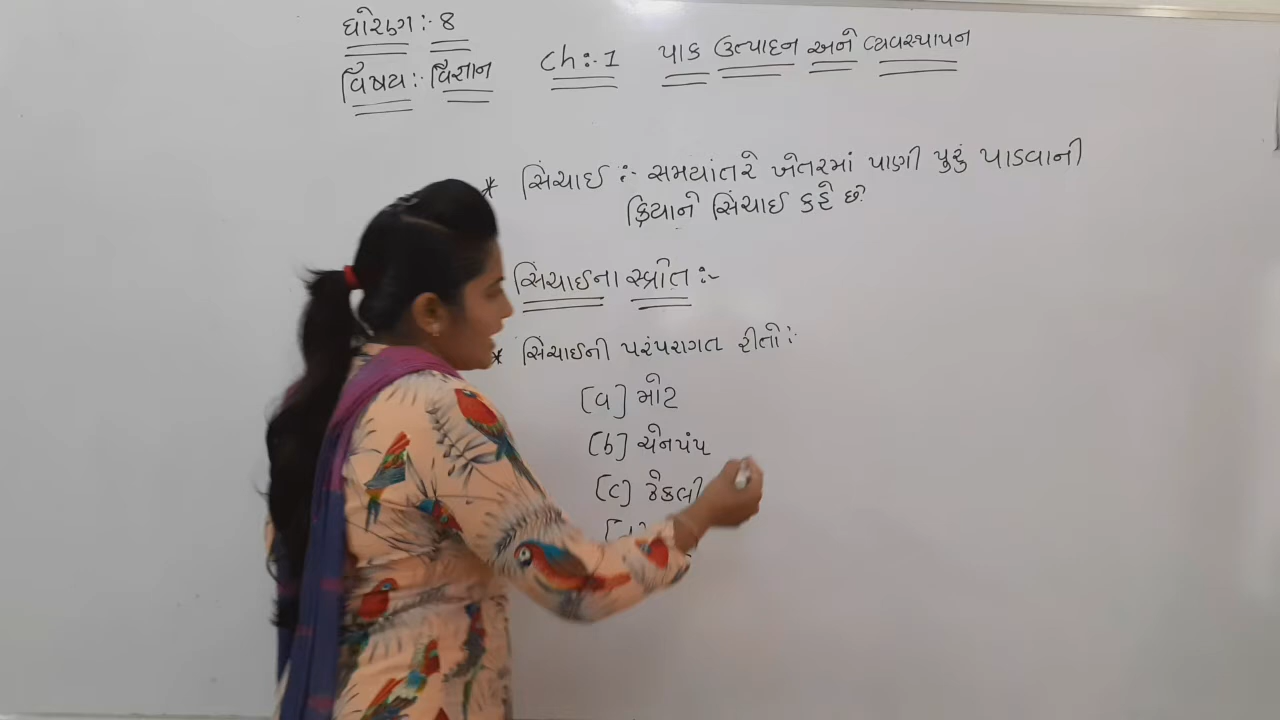 ધોરણ :- 8
વિષય :- વિજ્ઞાન
Ch :- 1 પાક ઉત્પાદન અને વ્યવસ્થાપન
* સિંચાઈ :- સમયાંતરે ખેતરમાં પાણી પુરું પાડવાની
ક્રિયાને સિંચાઈ કહે છે.
સિંચાઈના સ્ત્રોત :-
* સિંચાઈની પરંપરાગત રીતો :-
[a] મોટ
[b] ચેનપંપ
[c] ઢેકલી